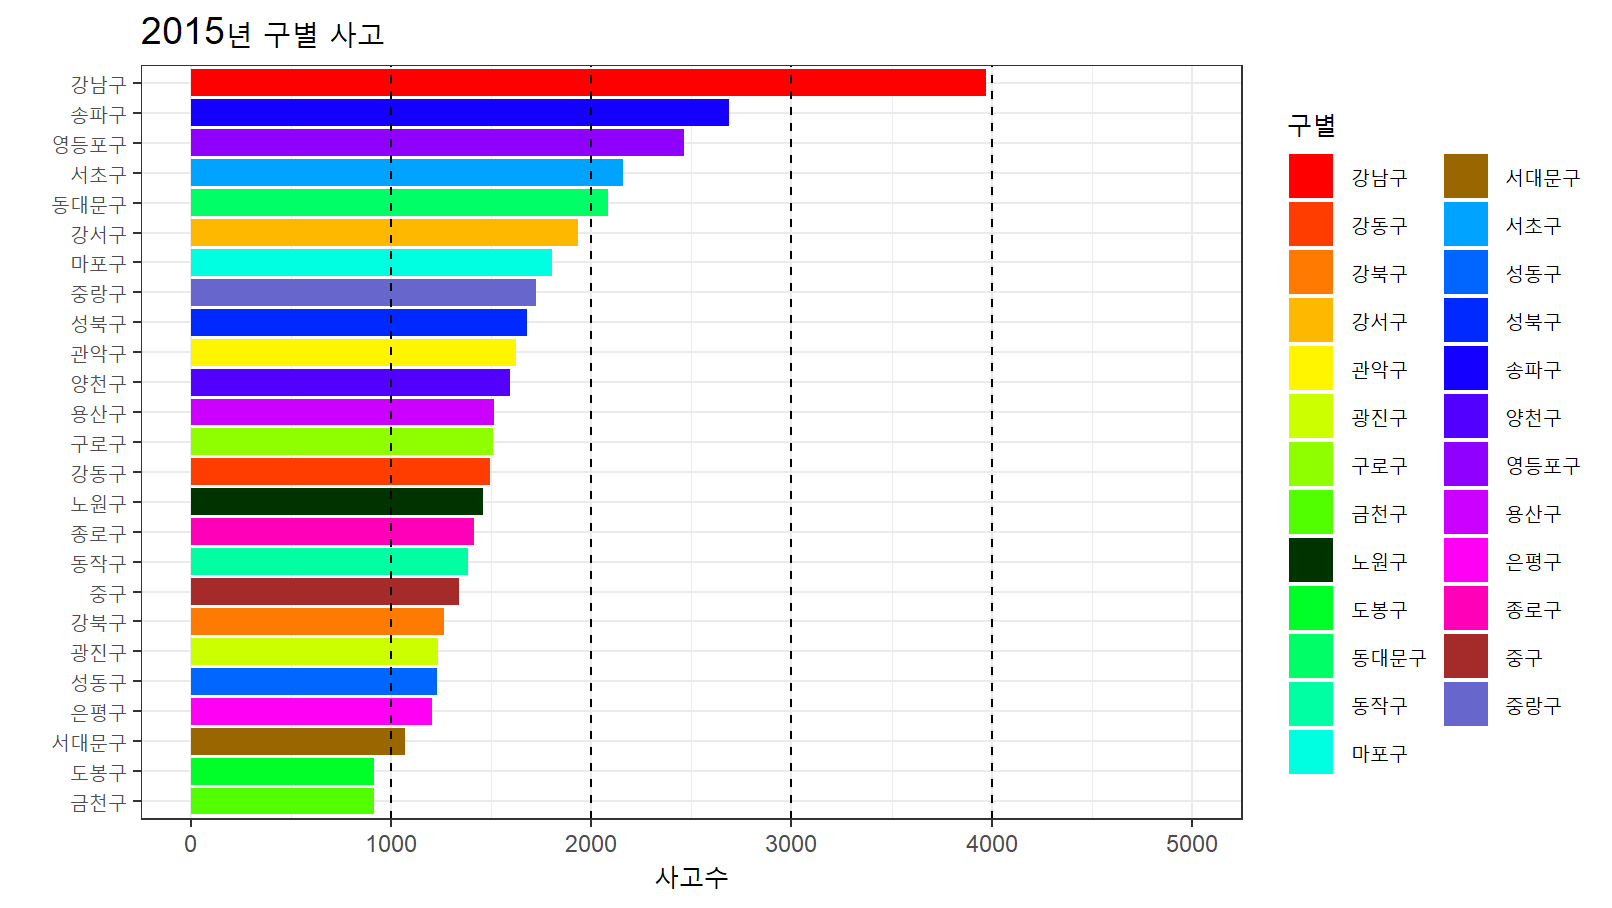 2015년 구별 사고
강남구
송파구
영등포구
서초구
동대문구
강서구
마포구
중랑구
성북구
관악구
양천구
용산구
구로구
강동구
노원구
종로구
동작구
중구
강북구
광진구
성동구
은평구
서대문구
도봉구
금천구
0 1000 2000 3000 4000 5000
사고수
구별
강남구
강동구
강북구
강서구
관악구
광진구
구로구
금천구
노원구
도봉구
동대문구
동작구
마포구
서대문구
서초구
성동구
성북구
송파구
양천구
영등포구
용산구
은평구
종로구
중구
중랑구